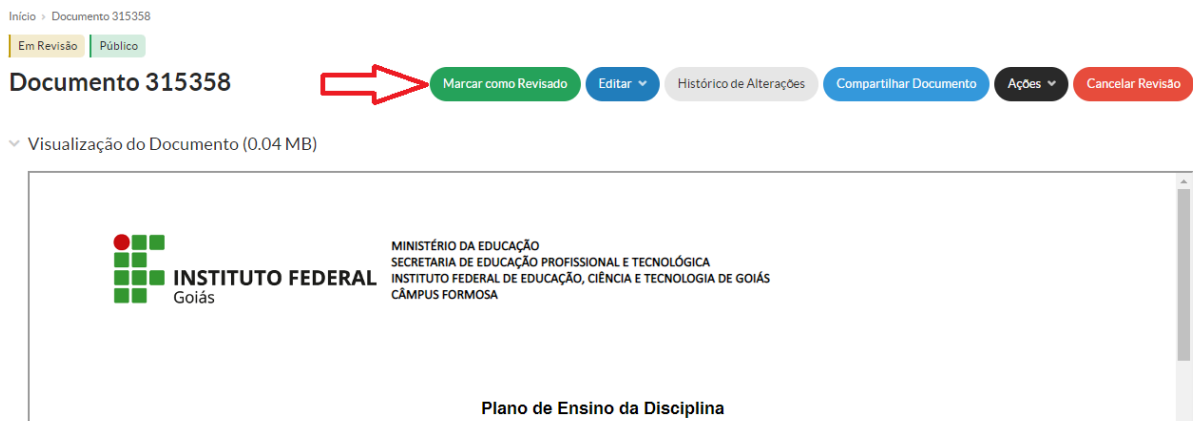 Início > Documento 315358
Em Revisão Público
Documento 315358
Marcar como Revisado Editar Histórico de Alterações Compartilhar Documento Ações Cancelar Revisão
Visualização do Documento (0.04 MB)
INSTITUTO FEDERAL
Goiás
MINISTÉRIO DA EDUCAÇÃO
SECRETARIA DE EDUCAÇÃO PROFISSIONAL E TECNOLÓGICA
INSTITUTO FEDERAL DE EDUCAÇÃO, CIÊNCIA E TECNOLOGIA DE GOIÁS
CÂMPUS FORMOSA
Plano de Ensino da Disciplina